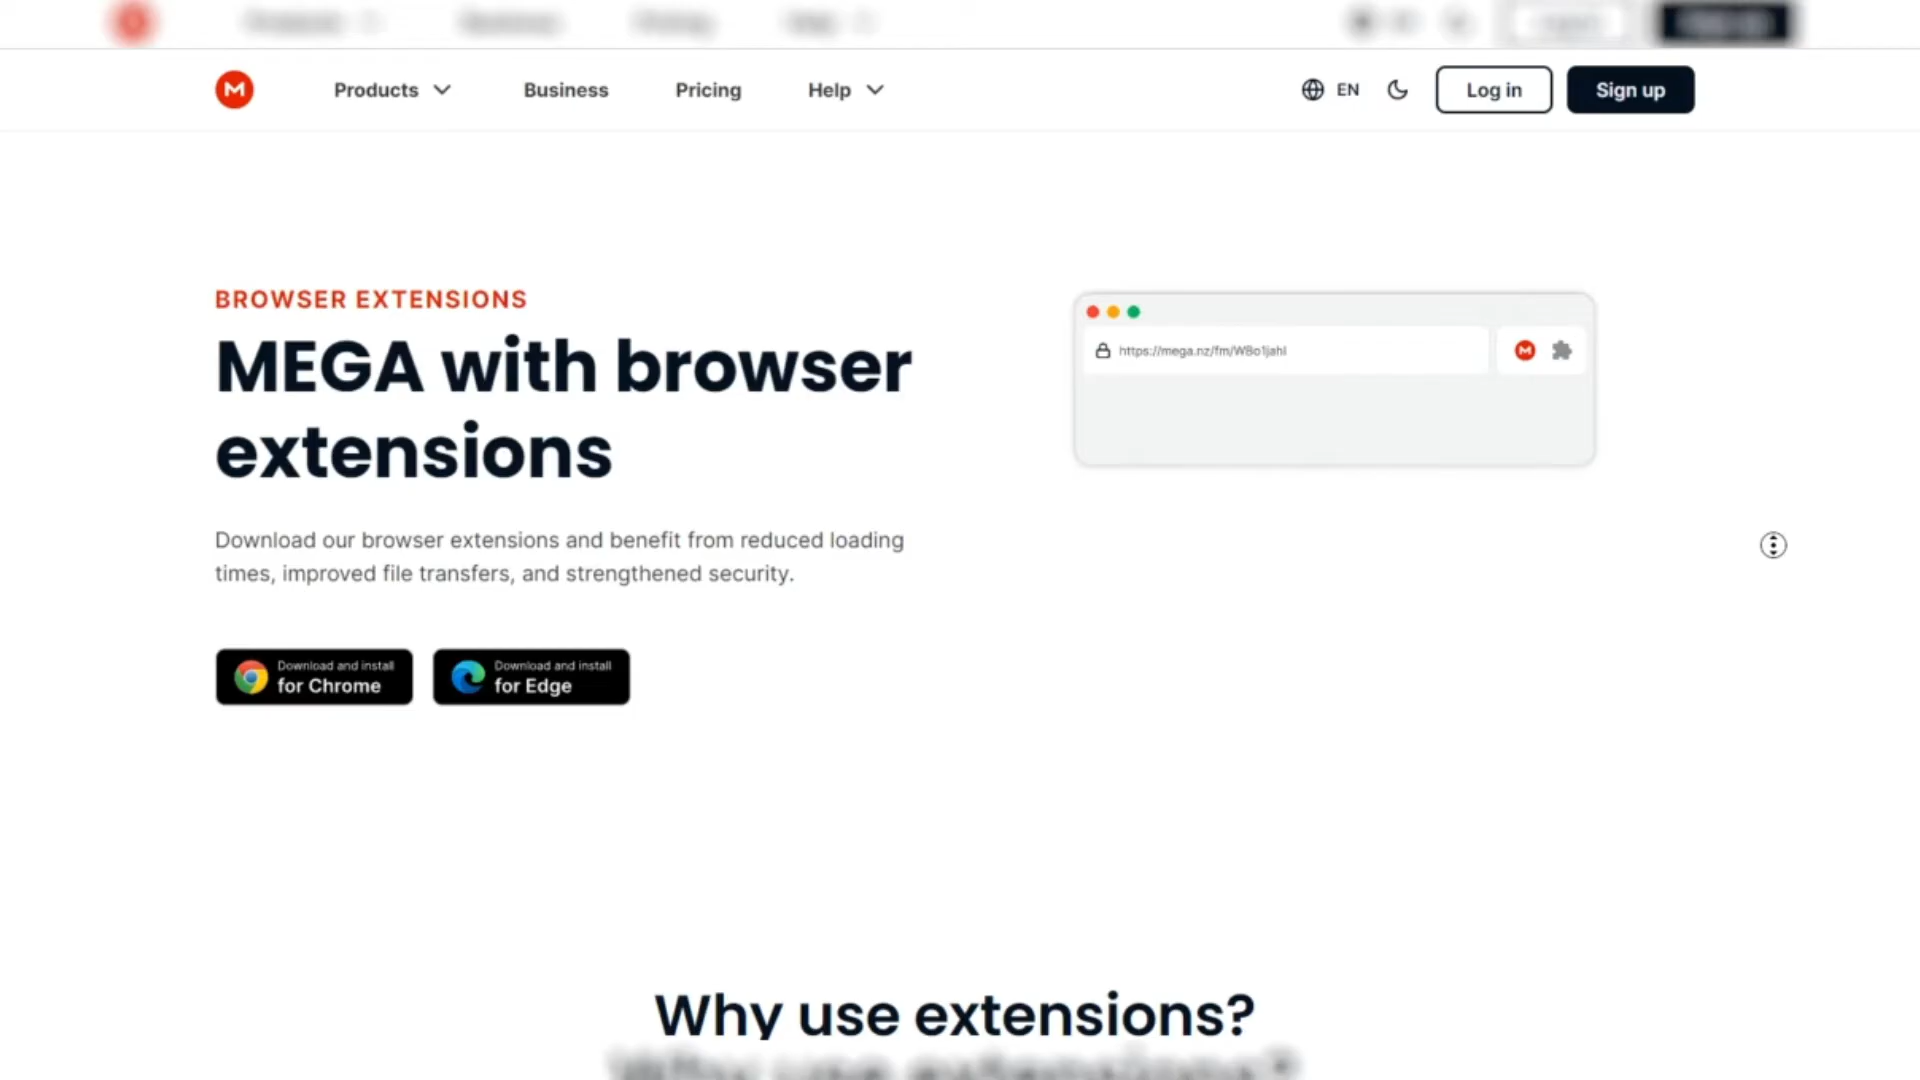 Products
Business
Pricing
Help
EN
Log in
Sign up
BROWSER EXTENSIONS
MEGA with browser
extensions
https://mega.nz/fm/W8o1jahI
Download our browser extensions and benefit from reduced loading
times, improved file transfers, and strengthened security.
Download and install
for Chrome
Download and install
for Edge
Why use extensions?